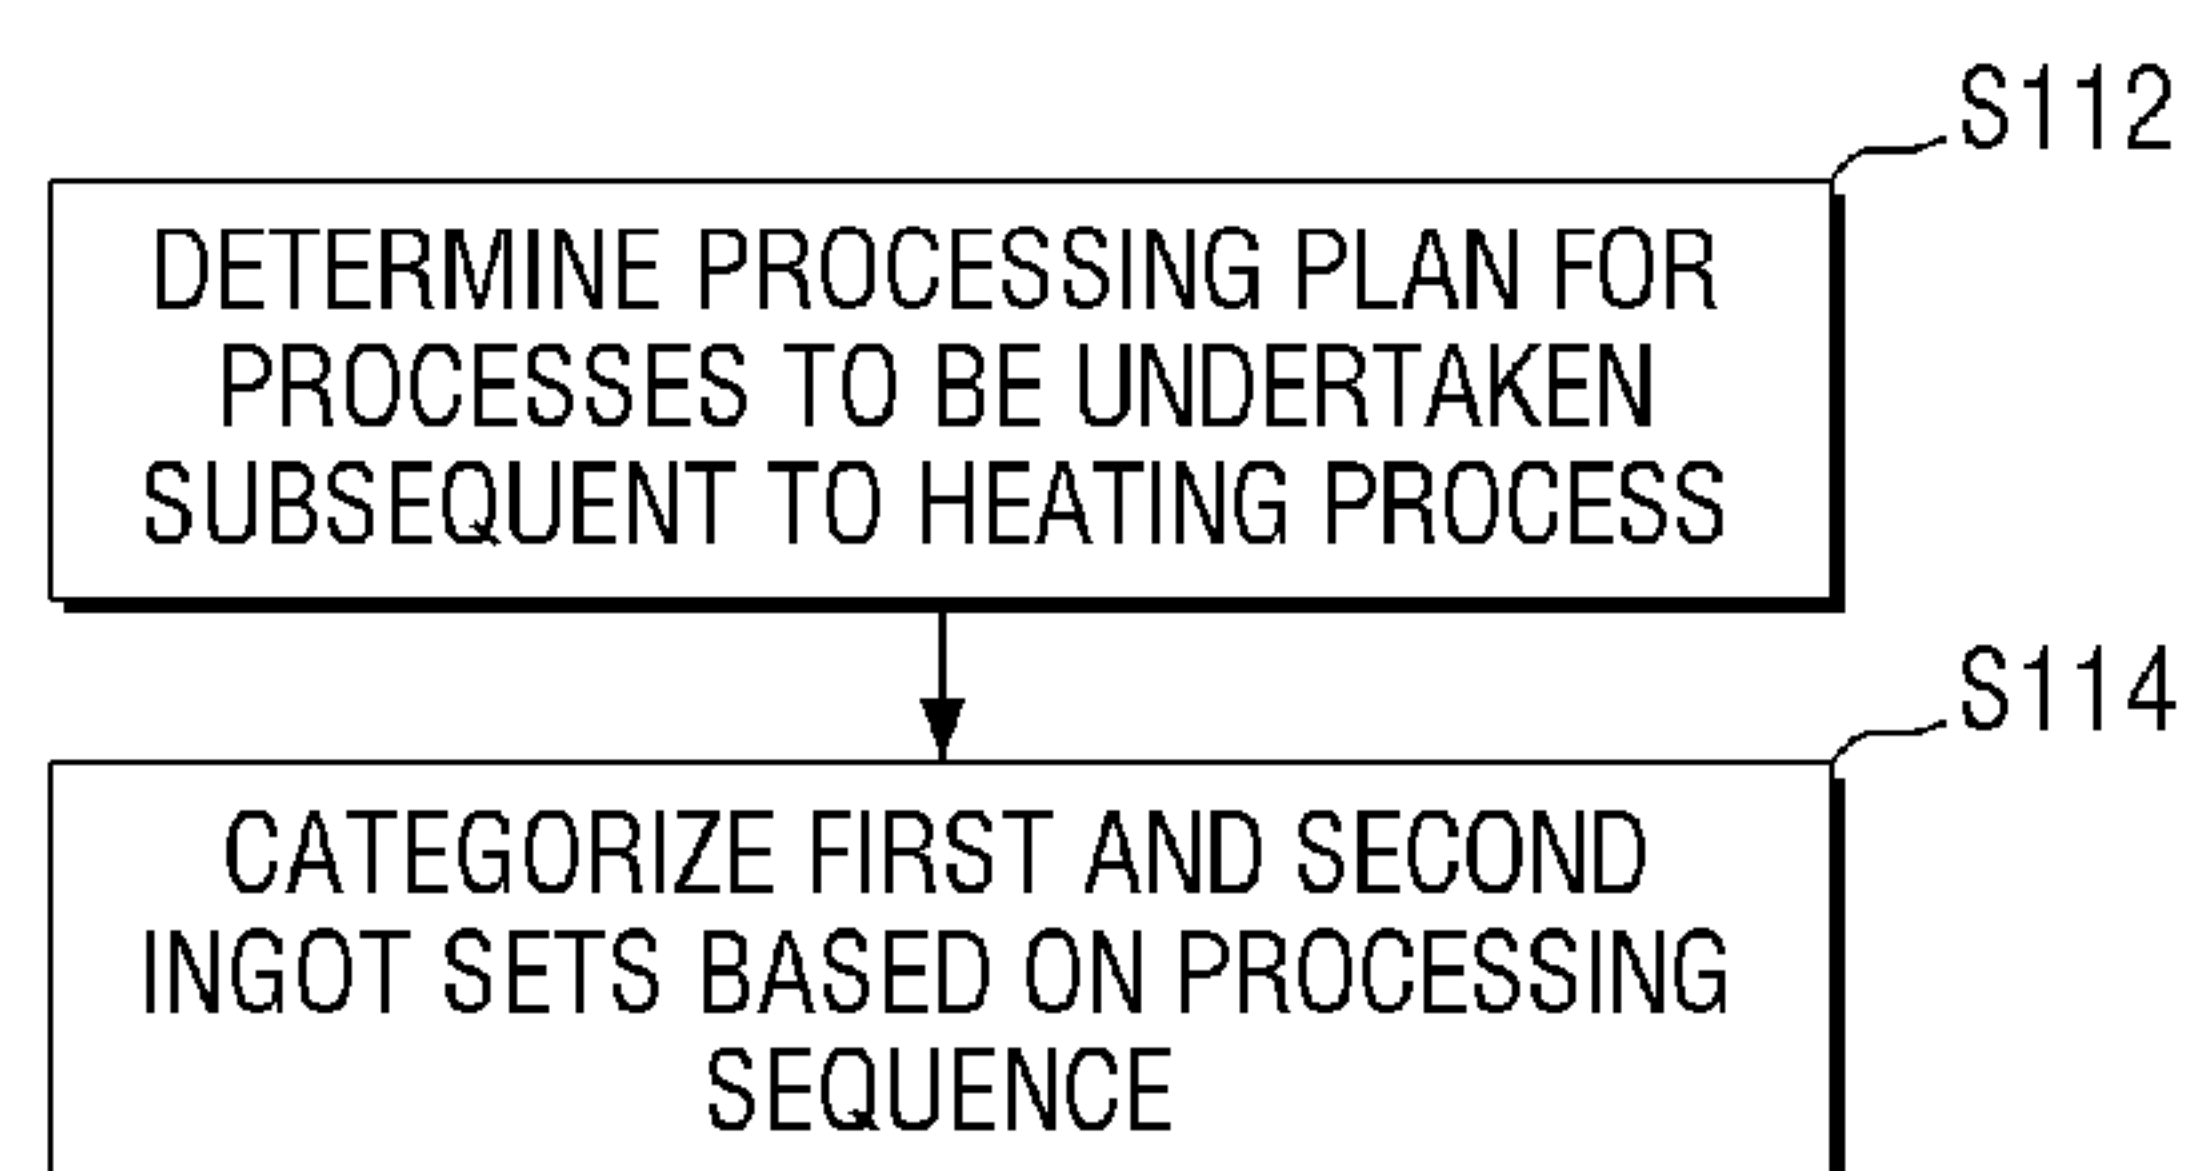 S112
DETERMINE PROCESSING PLAN FOR
PROCESSES TO BE UNDERTAKEN
SUBSEQUENT TO HEATING PROCESS
S114
CATEGORIZE FIRST AND SECOND
INGOT SETS BASED ON PROCESSING
SEQUENCE